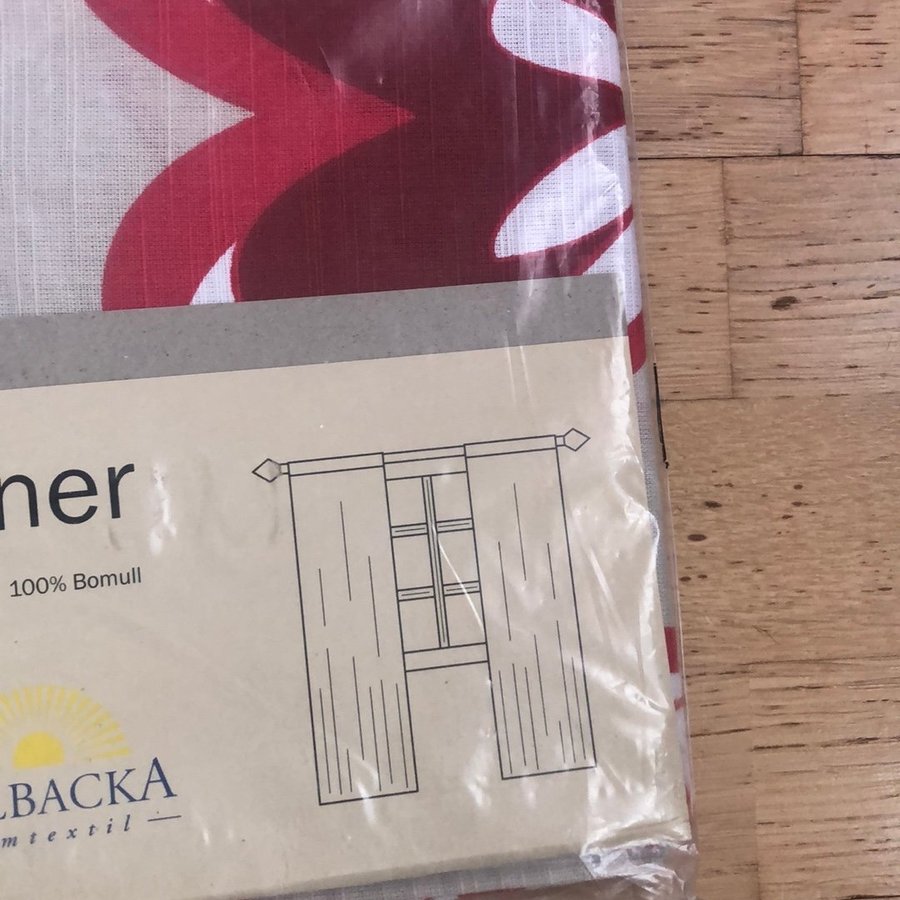 ner
100% Bomull
LBACKA
mtextil